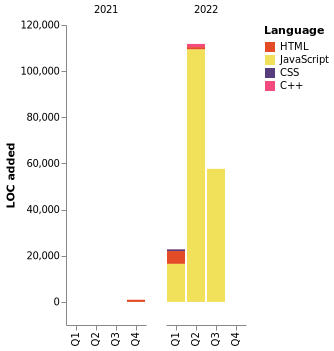 2021
2022
Language
HTML
JavaScript
CSS
C++
LOC added
120,000
100,000
80,000
60,000
40,000
20,000
0
Q1
Q2
Q3
Q4
Q1
Q2
Q3
Q4